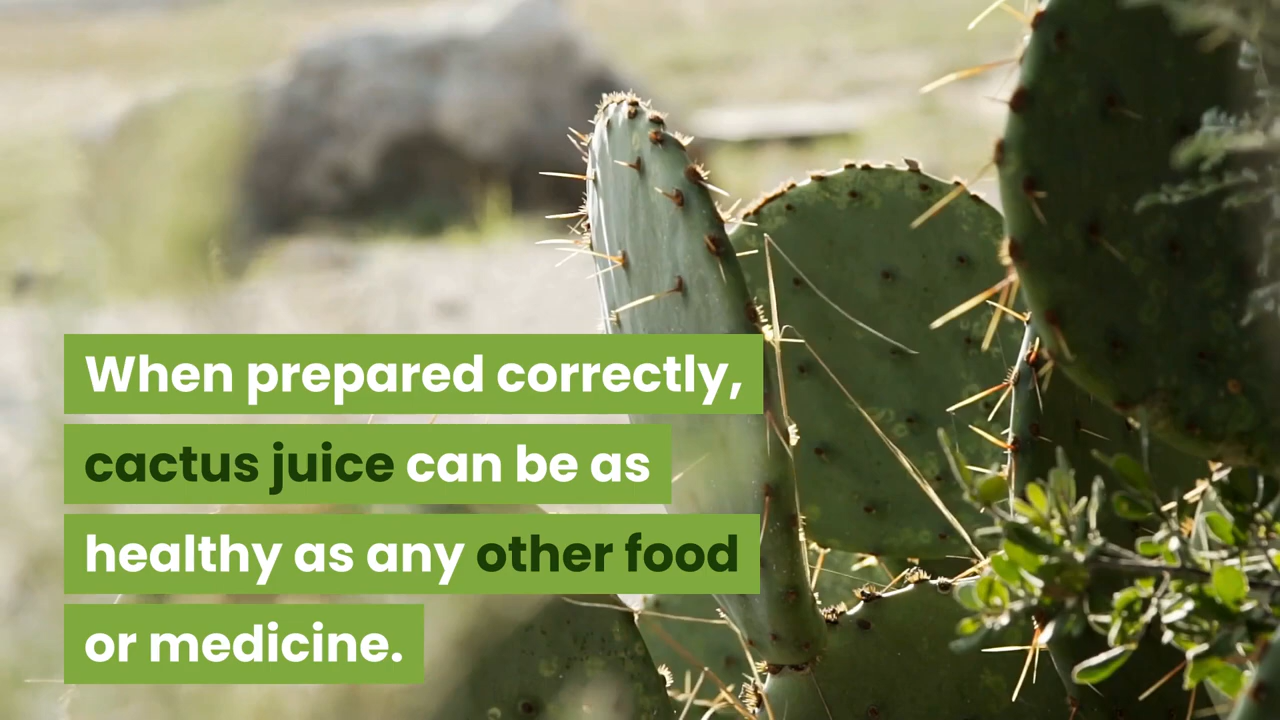 When prepared correctly,
cactus juice can be as
healthy as any other food
or medicine.